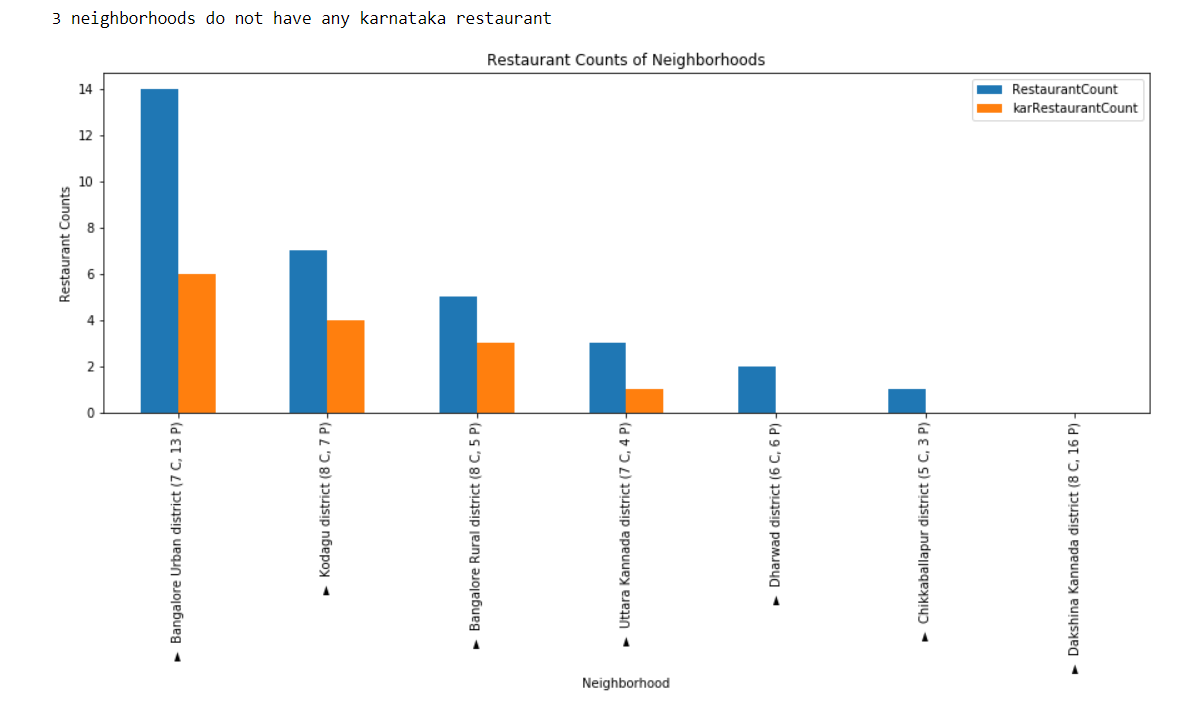 3 neighborhoods do not have any karnataka restaurant
Restaurant Counts of Neighborhoods
RestaurantCount
karRestaurantCount
Restaurant Counts
14
12
10
8
6
4
2
0
► Bangalore Urban district (7 C, 13 P)
► Kodagu district (8 C, 7 P)
► Bangalore Rural district (8 C, 5 P)
► Uttara Kannada district (7 C, 4 P)
► Dharwad district (6 C, 6 P)
► Chikkaballapur district (5 C, 3 P)
► Dakshina Kannada district (8 C, 16 P)
Neighborhood